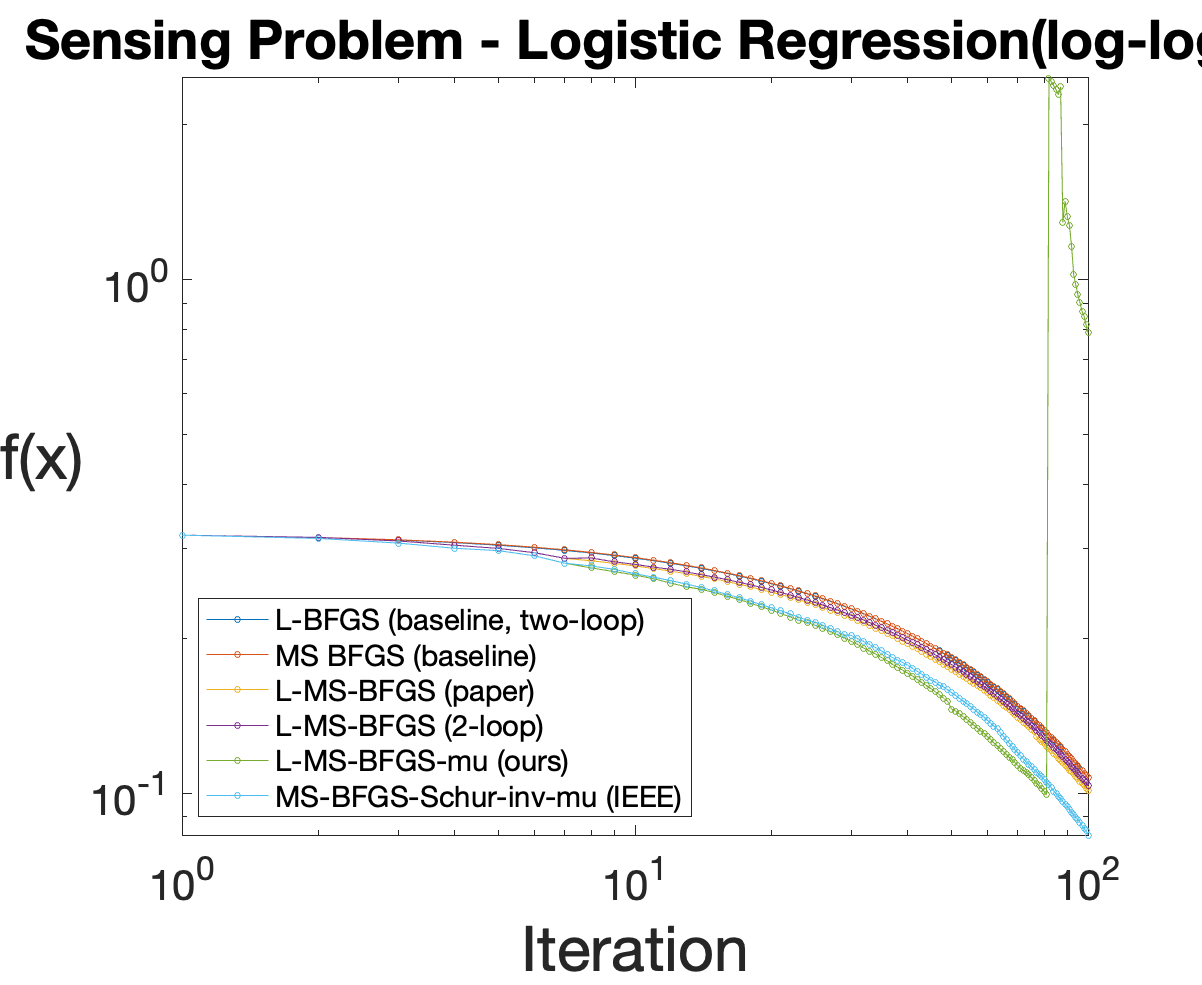 Sensing Problem - Logistic Regression(log-log
10^0
f(x)
L-BFGS (baseline, two-loop)
MS BFGS (baseline)
L-MS-BFGS (paper)
L-MS-BFGS (2-loop)
L-MS-BFGS-mu (ours)
MS-BFGS-Schur-inv-mu (IEEE)
10^-1
10^0 10^1 10^2
Iteration